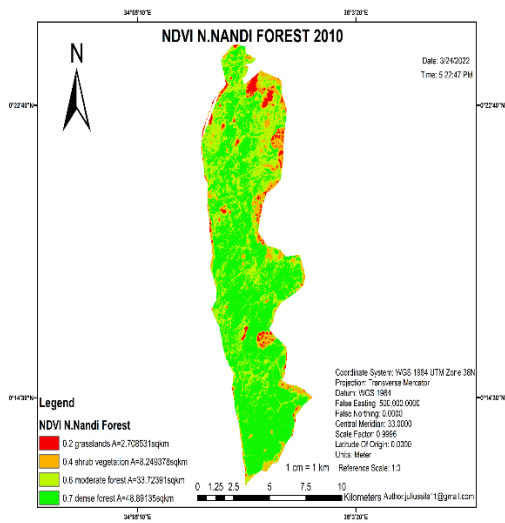 34°55'10"E
35°3'20"E
NDVI N.NANDI FOREST 2010
N
Date: 3/24/2022
Time: 5:22:47 PM
0°22'40"N
0°22'40"N
Coordinate System: WGS 1984 UTM Zone 36N
Projection: Transverse Mercator
Datum: WGS 1984
False Easting: 500,000.0000
False Northing: 0.0000
Central Meridian: 33.0000
Scale Factor: 0.9996
Latitude Of Origin: 0.0000
Units: Meter
0°14'30"N
0°14'30"N
Legend
NDVI N.Nandi Forest
0.2 grasslands A=2.708531sqkm
0.4 shrub vegetation A=8.249378sqkm
0.6 moderate forest A=33.72391sqkm
0.7 dense forest A=48.89135sqkm
1 cm = 1 km
Reference Scale: 1:0
0 1.25 2.5 5 7.5 10
Kilometers
Author:juliussila11@gmail.com
34°55'10"E
35°3'20"E